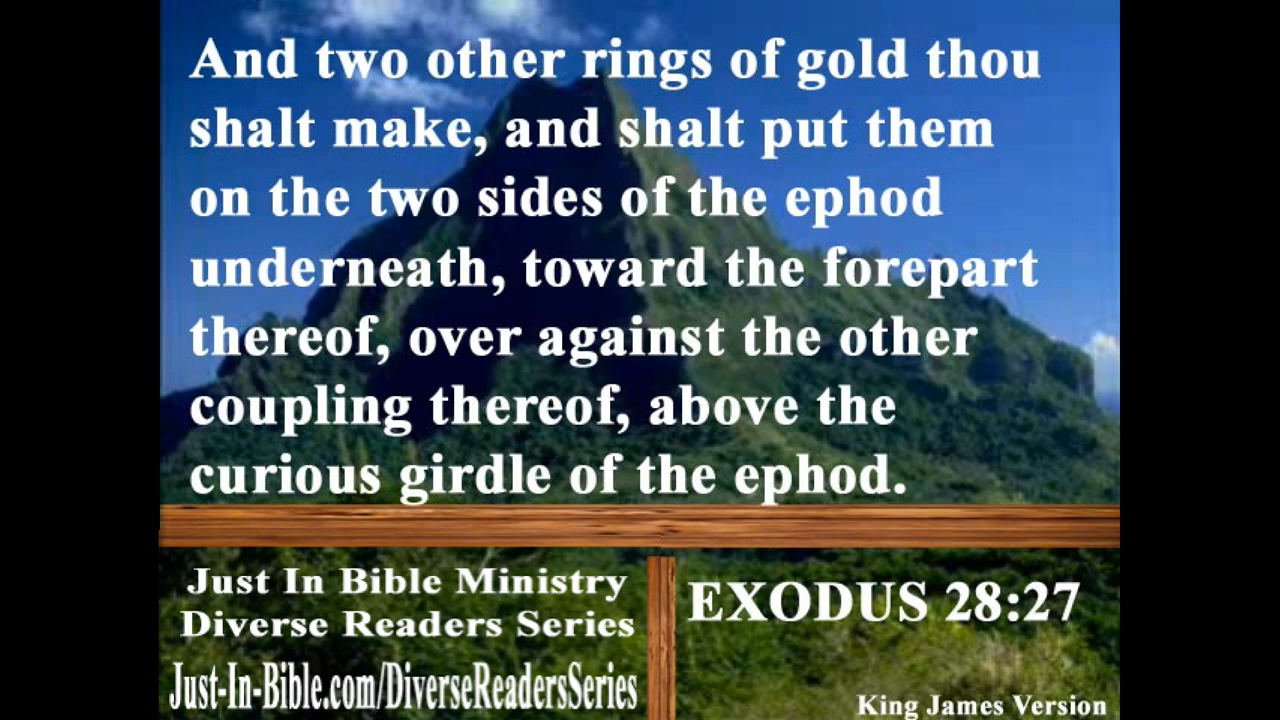 And two other rings of gold thou
shalt make, and shalt put them
on the two sides of the ephod
underneath, toward the forepart
thereof, over against the other
coupling thereof, above the
curious girdle of the ephod.
Just In Bible Ministry
Diverse Readers Series
Just-In-Bible.com/DiverseReadersSeries
EXODUS 28:27
King James Version